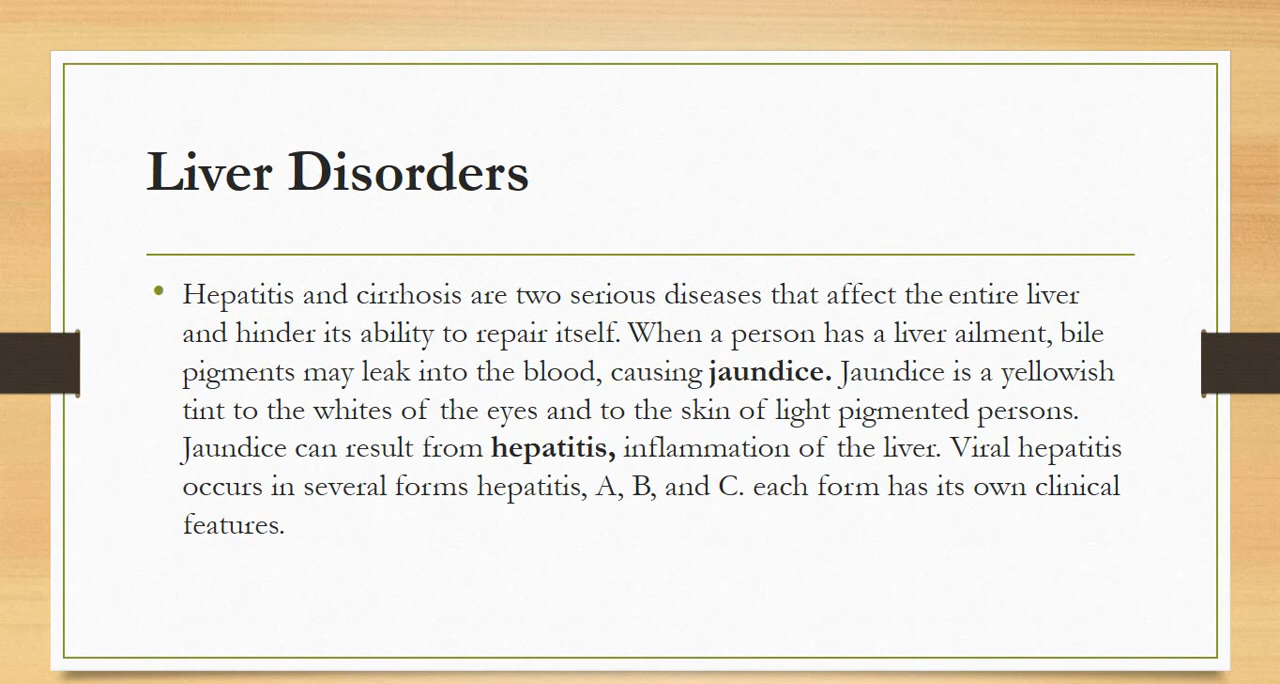 Liver Disorders
• Hepatitis and cirrhosis are two serious diseases that affect the entire liver
and hinder its ability to repair itself. When a person has a liver ailment, bile
pigments may leak into the blood, causing jaundice. Jaundice is a yellowish
tint to the whites of the eyes and to the skin of light pigmented persons.
Jaundice can result from hepatitis, inflammation of the liver. Viral hepatitis
occurs in several forms hepatitis, A, B, and C. each form has its own clinical
features.